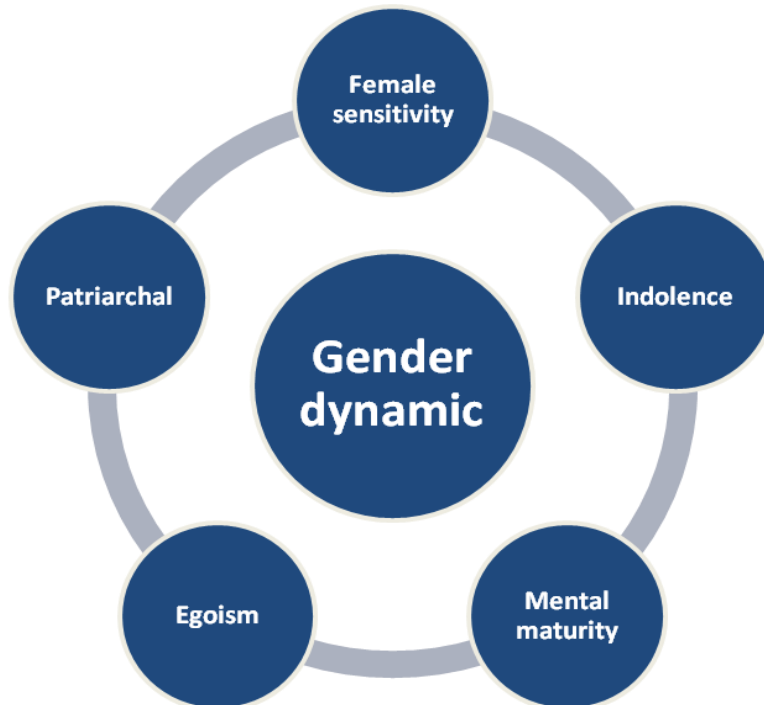 Female
sensitivity
Indolence
Mental
maturity
Egoism
Patriarchal
Gender
dynamic